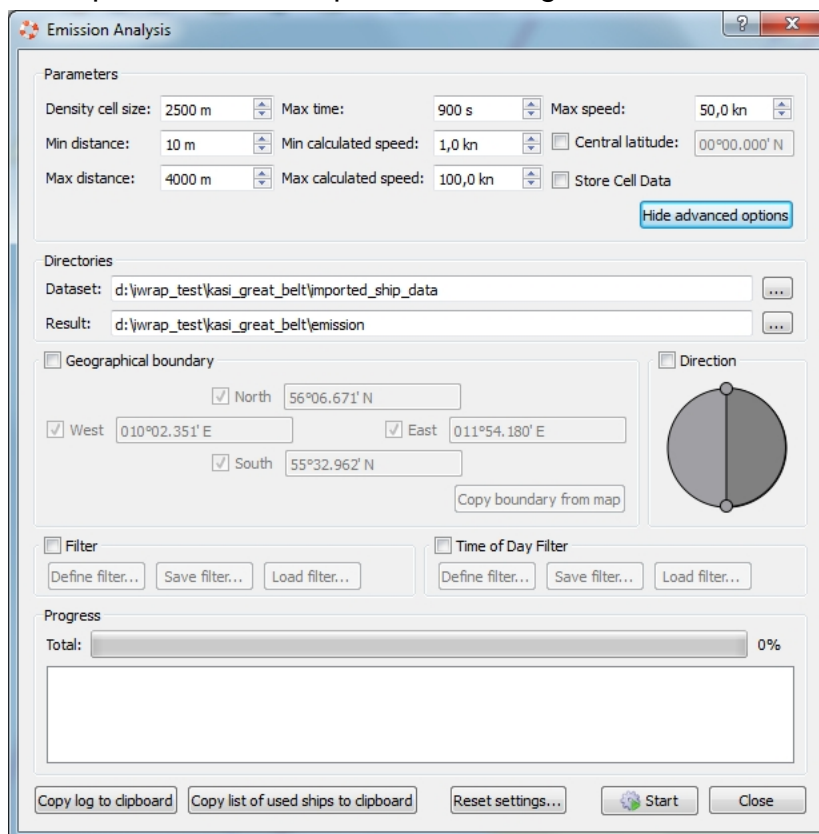 Emission Analysis
Parameters
Density cell size: 2500 m Max time: 900 s Max speed: 50,0 kn
Min distance: 10 m Min calculated speed: 1,0 kn Central latitude: 00°00.000' N
Max distance: 4000 m Max calculated speed: 100,0 kn Store Cell Data
Hide advanced options
Directories
Dataset: d:\iwrap_test\kasi_great_belt\imported_ship_data ...
Result: d:\iwrap_test\kasi_great_belt\emission ...
Geographical boundary Direction
North 56°06.671' N
West 010°02.351' E East 011°54.180' E
South 55°32.962' N
Copy boundary from map
Filter Time of Day Filter
Define filter... Save filter... Load filter... Define filter... Save filter... Load filter...
Progress
Total: 0%
Copy log to clipboard Copy list of used ships to clipboard Reset settings... Start Close